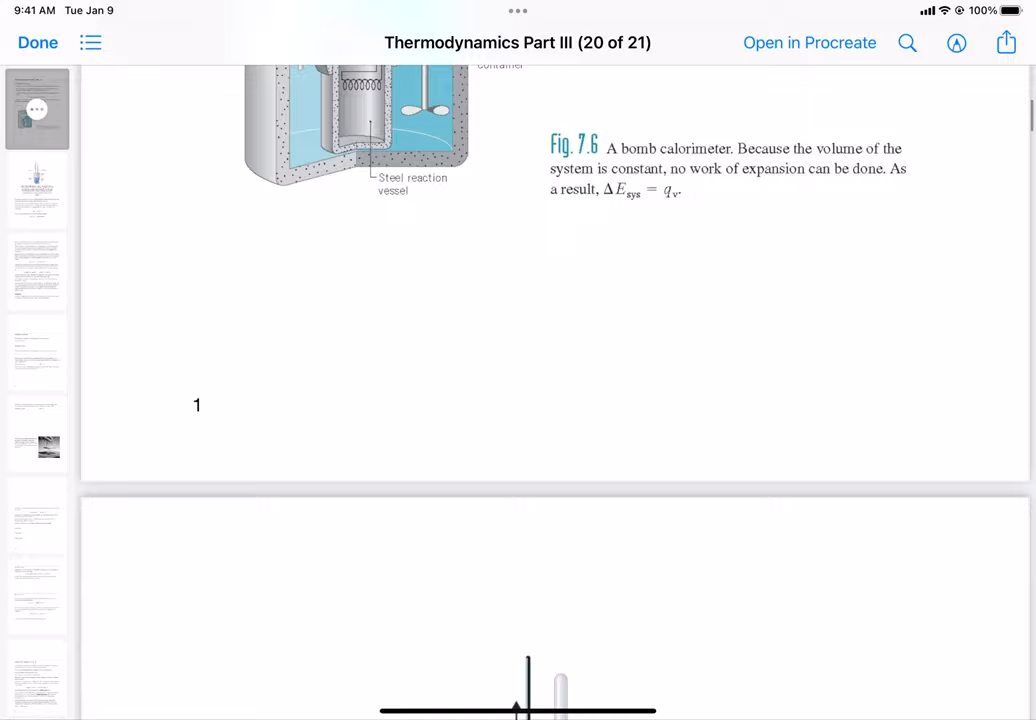 9:41 AM Tue Jan 9
100%
Done
Thermodynamics Part III (20 of 21)
Open in Procreate
container
Steel reaction
vessel
Fig. 7.6 A bomb calorimeter. Because the volume of the
system is constant, no work of expansion can be done. As
a result, ΔE_sys = q_v.
1